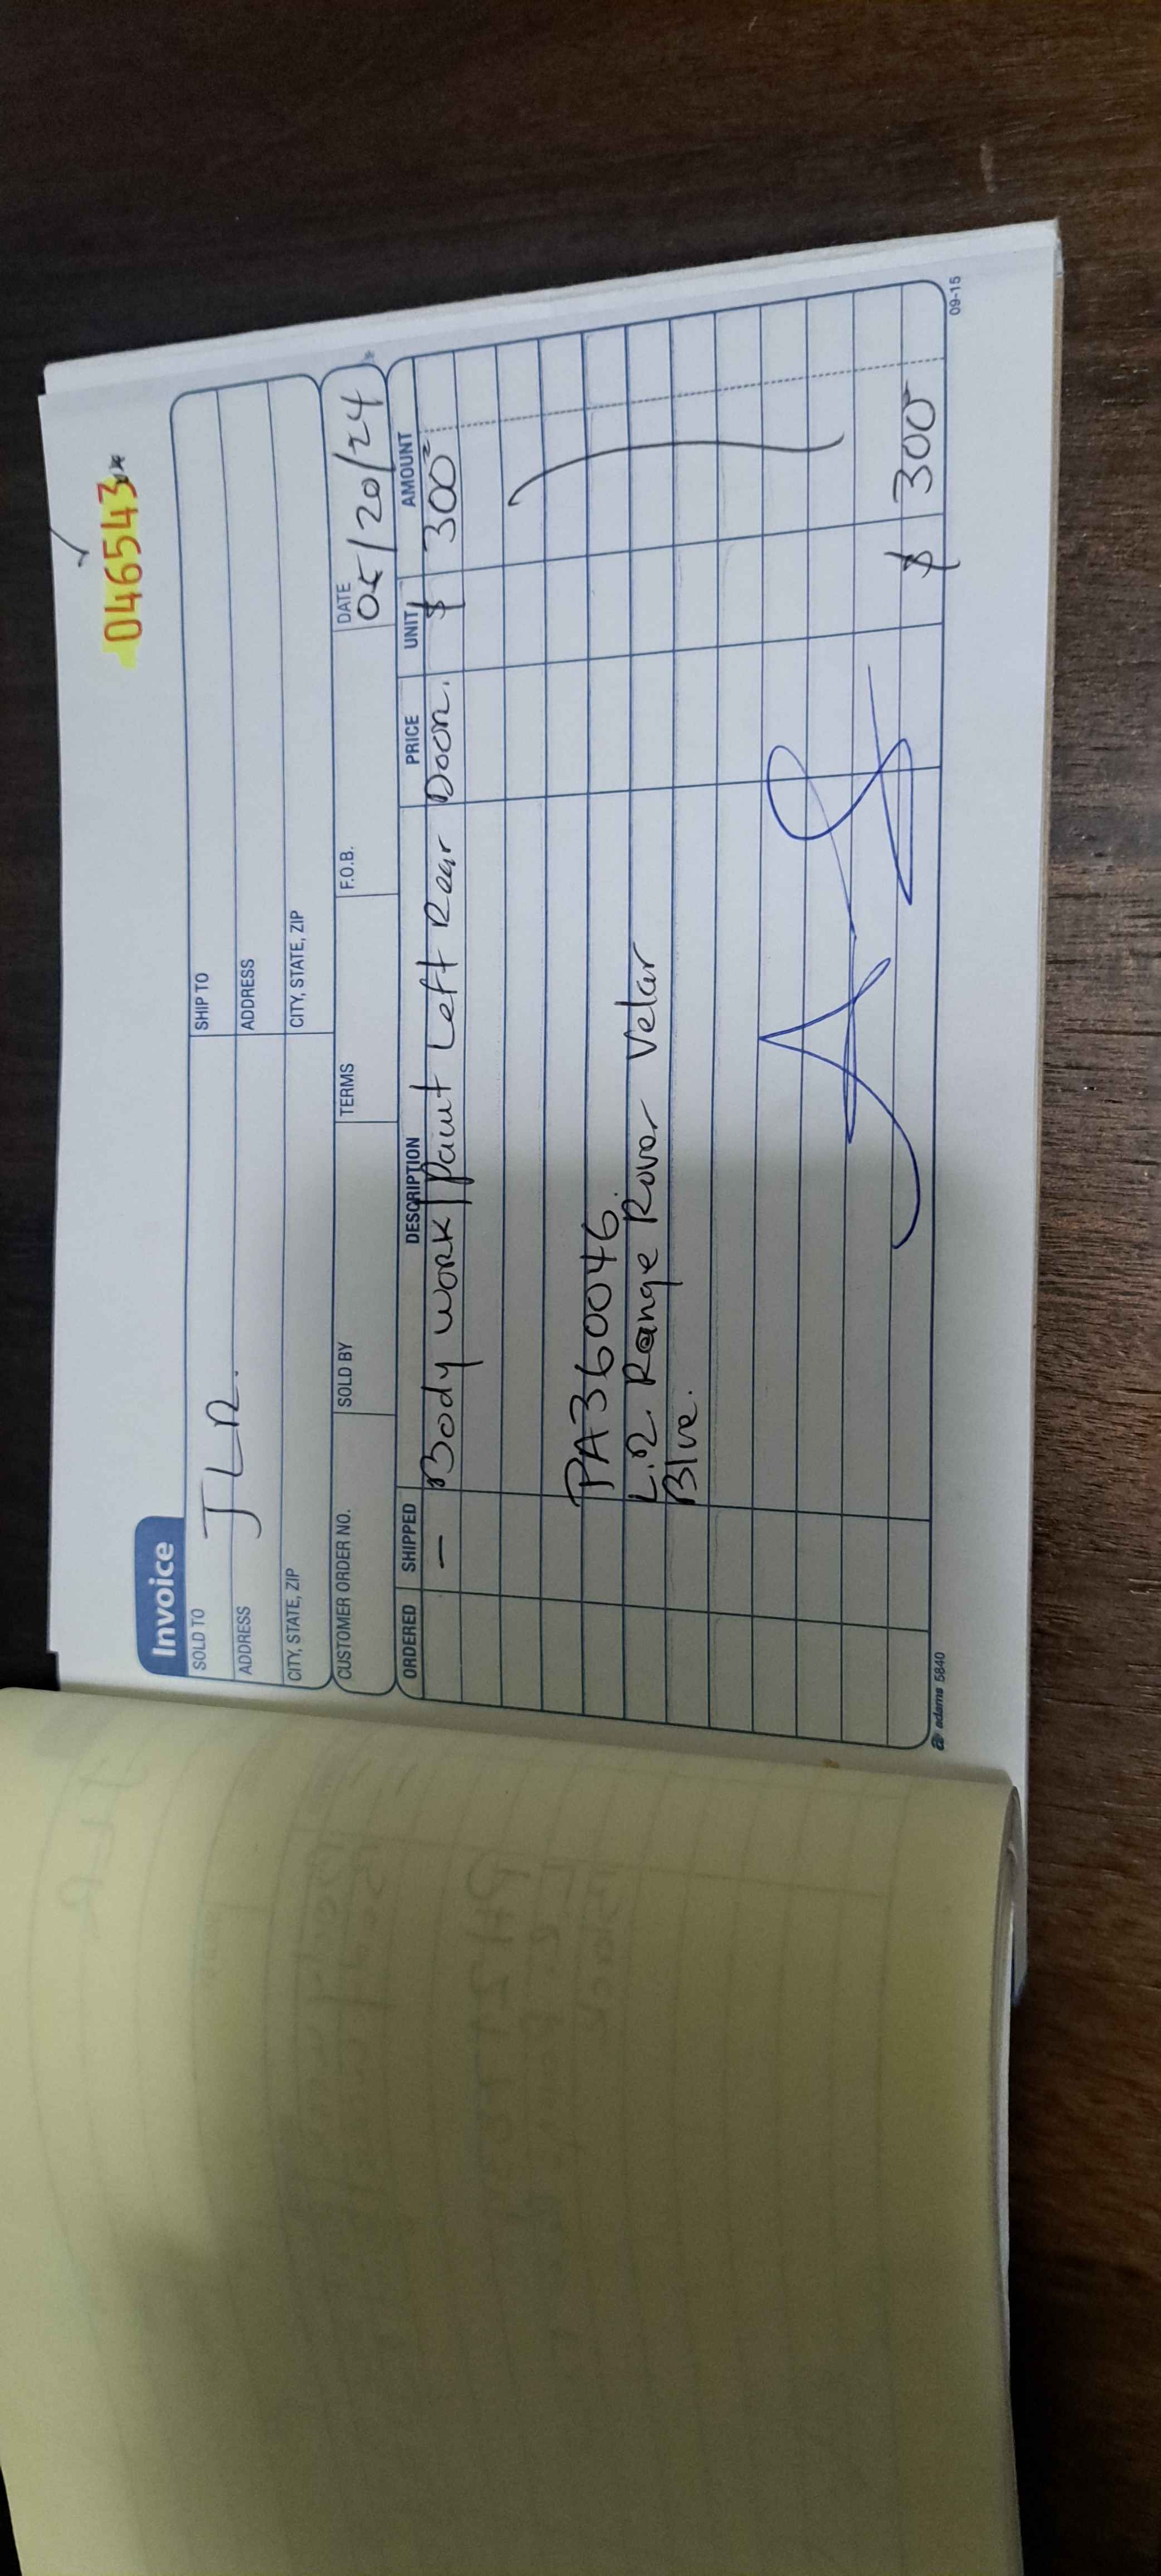 046543
Invoice
SOLD TO JLR.
SHIP TO
ADDRESS
ADDRESS
CITY, STATE, ZIP
CITY, STATE, ZIP
CUSTOMER ORDER NO.
SOLD BY
TERMS
F.O.B.
DATE
05/20/24
ORDERED SHIPPED DESCRIPTION PRICE UNIT AMOUNT
— Body work/Paint Left Rear Door. $ 300
PA360046.
L.R. Range Rover Velar
Blue.
$ 300
adams 5840
09-15